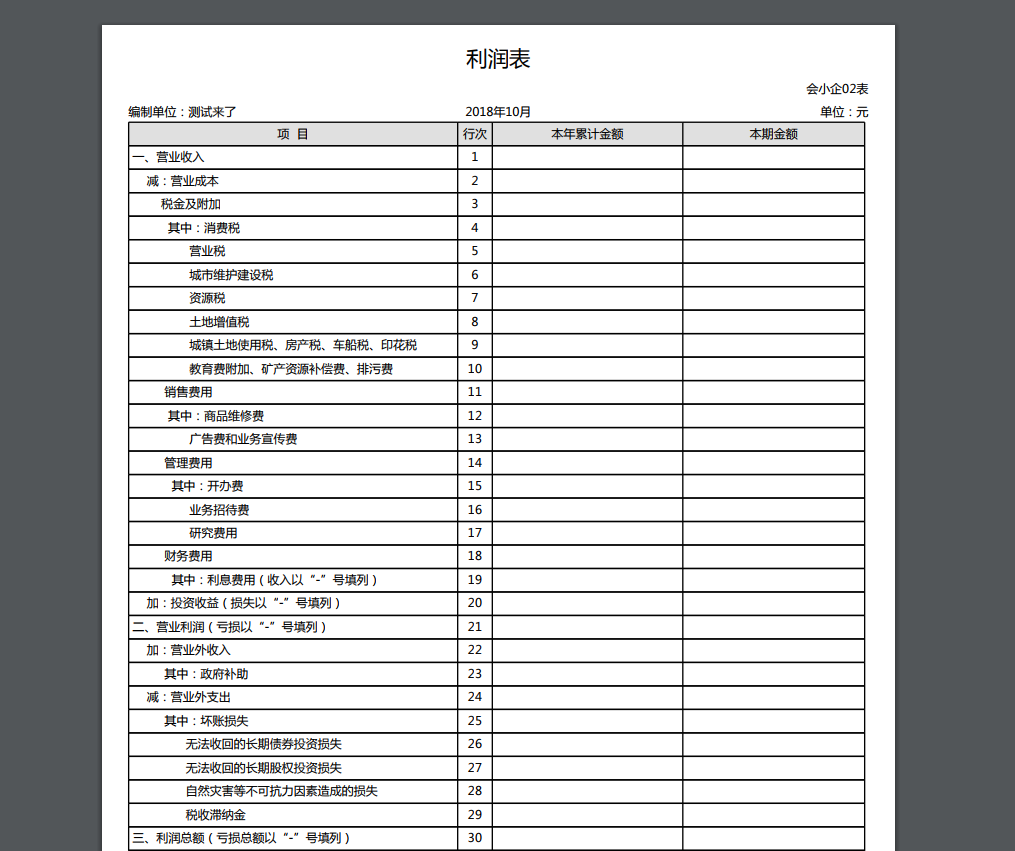 利润表
会小企02表
编制单位：测试来了 2018年10月 单位：元
项 目 行次 本年累计金额 本期金额
一、营业收入 1
减：营业成本 2
税金及附加 3
其中：消费税 4
营业税 5
城市维护建设税 6
资源税 7
土地增值税 8
城镇土地使用税、房产税、车船税、印花税 9
教育费附加、矿产资源补偿费、排污费 10
销售费用 11
其中：商品维修费 12
广告费和业务宣传费 13
管理费用 14
其中：开办费 15
业务招待费 16
研究费用 17
财务费用 18
其中：利息费用（收入以“-”号填列） 19
加：投资收益（损失以“-”号填列） 20
二、营业利润（亏损以“-”号填列） 21
加：营业外收入 22
其中：政府补助 23
减：营业外支出 24
其中：坏账损失 25
无法收回的长期债券投资损失 26
无法收回的长期股权投资损失 27
自然灾害等不可抗力因素造成的损失 28
税收滞纳金 29
三、利润总额（亏损总额以“-”号填列） 30